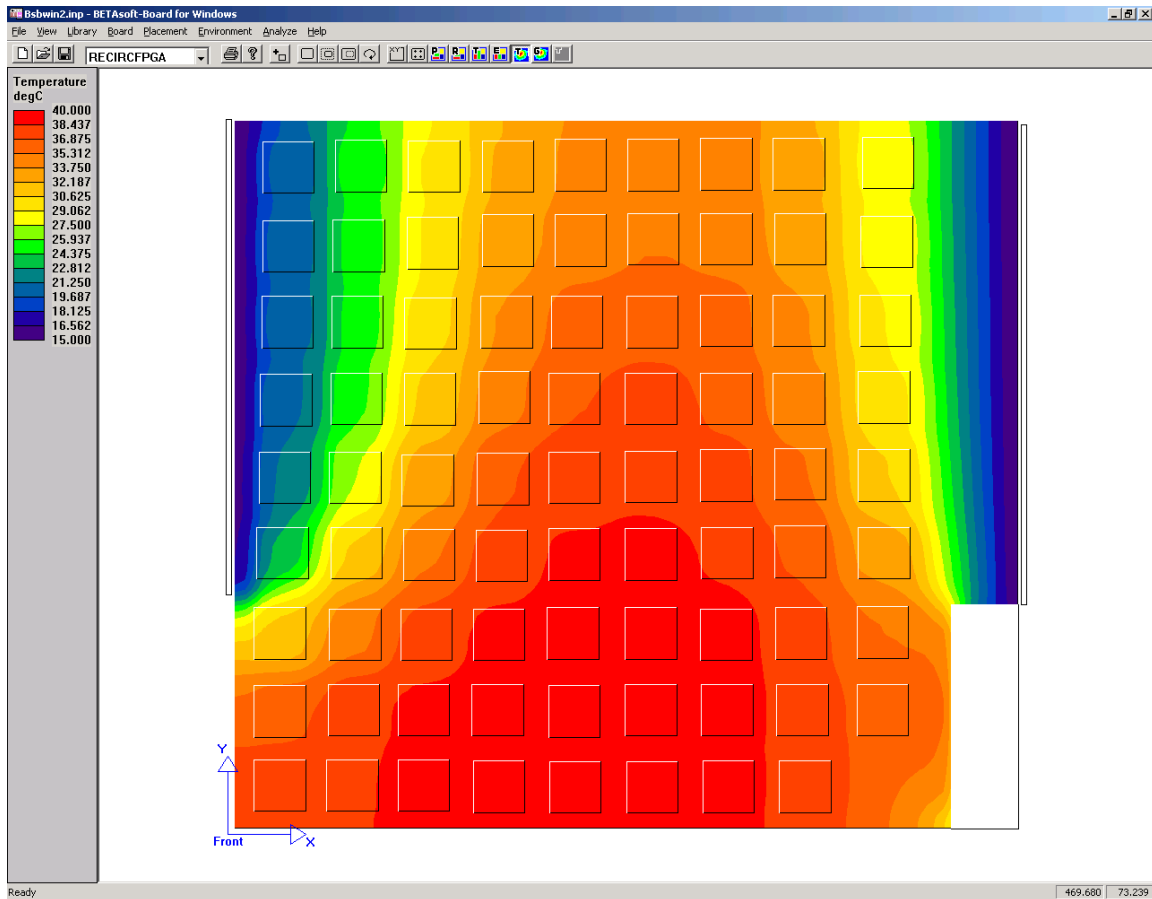 Bsbwin2.inp - BETAsoft-Board for Windows
File View Library Board Placement Environment Analyze Help
RECIRCFPGA
Temperature
degC
40.000
38.437
36.875
35.312
33.750
32.187
30.625
29.062
27.500
25.937
24.375
22.812
21.250
19.687
18.125
16.562
15.000
Y
X
Front
Ready
469.680 73.239